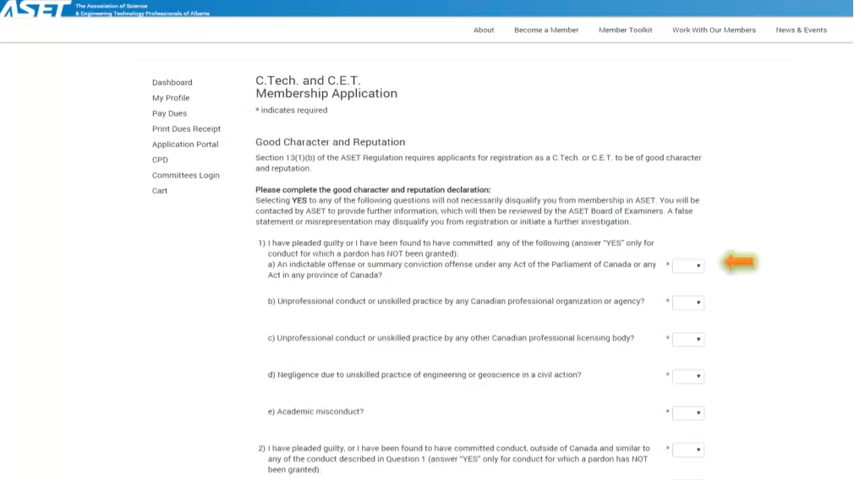 ASET
The Association of Science
& Engineering Technology Professionals of Alberta
About
Become a Member
Member Toolkit
Work With Our Members
News & Events
Dashboard
My Profile
Pay Dues
Print Dues Receipt
Application Portal
CPD
Committees Login
Cart
C.Tech. and C.E.T.
Membership Application
* indicates required
Good Character and Reputation
Section 13(1)(b) of the ASET Regulation requires applicants for registration as a C.Tech. or C.E.T. to be of good character
and reputation.
Please complete the good character and reputation declaration:
Selecting YES to any of the following questions will not necessarily disqualify you from membership in ASET. You will be
contacted by ASET to provide further information, which will then be reviewed by the ASET Board of Examiners. A false
statement or misrepresentation may disqualify you from registration or initiate a further investigation.
1) I have pleaded guilty or I have been found to have committed any of the following (answer "YES" only for
conduct for which a pardon has NOT been granted):
a) An indictable offense or summary conviction offense under any Act of the Parliament of Canada or any *
Act in any province of Canada?
b) Unprofessional conduct or unskilled practice by any Canadian professional organization or agency? *
c) Unprofessional conduct or unskilled practice by any other Canadian professional licensing body? *
d) Negligence due to unskilled practice of engineering or geoscience in a civil action? *
e) Academic misconduct? *
2) I have pleaded guilty, or I have been found to have committed conduct, outside of Canada and similar to *
any of the conduct described in Question 1 (answer "YES" only for conduct for which a pardon has NOT
been granted).